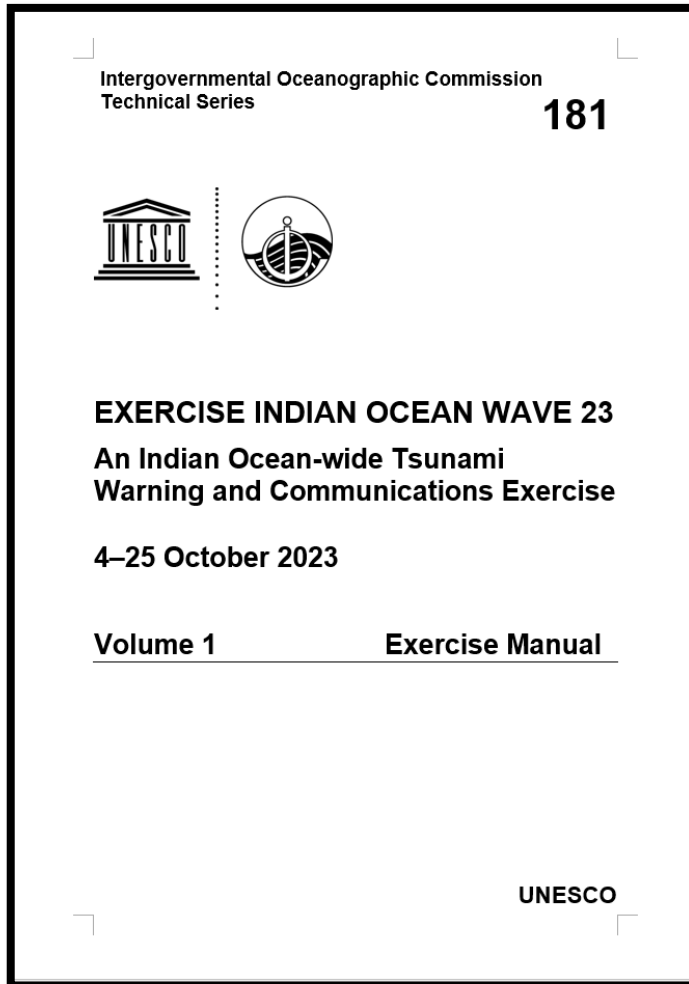 Intergovernmental Oceanographic Commission
Technical Series
181
UNESCO
EXERCISE INDIAN OCEAN WAVE 23
An Indian Ocean-wide Tsunami
Warning and Communications Exercise
4–25 October 2023
Volume 1 Exercise Manual
UNESCO